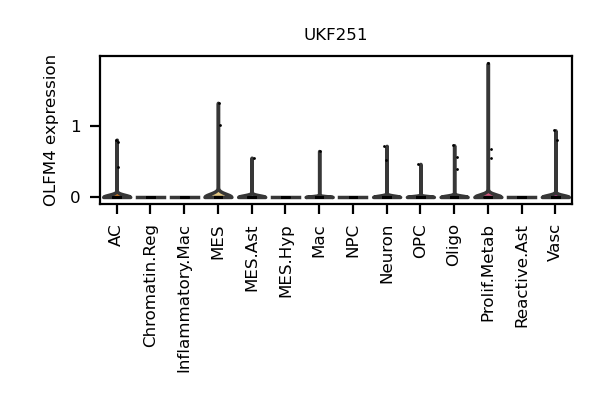 UKF251
OLFM4 expression
1
0
AC
Chromatin.Reg
Inflammatory.Mac
MES
MES.Ast
MES.Hyp
Mac
NPC
Neuron
OPC
Oligo
Prolif.Metab
Reactive.Ast
Vasc